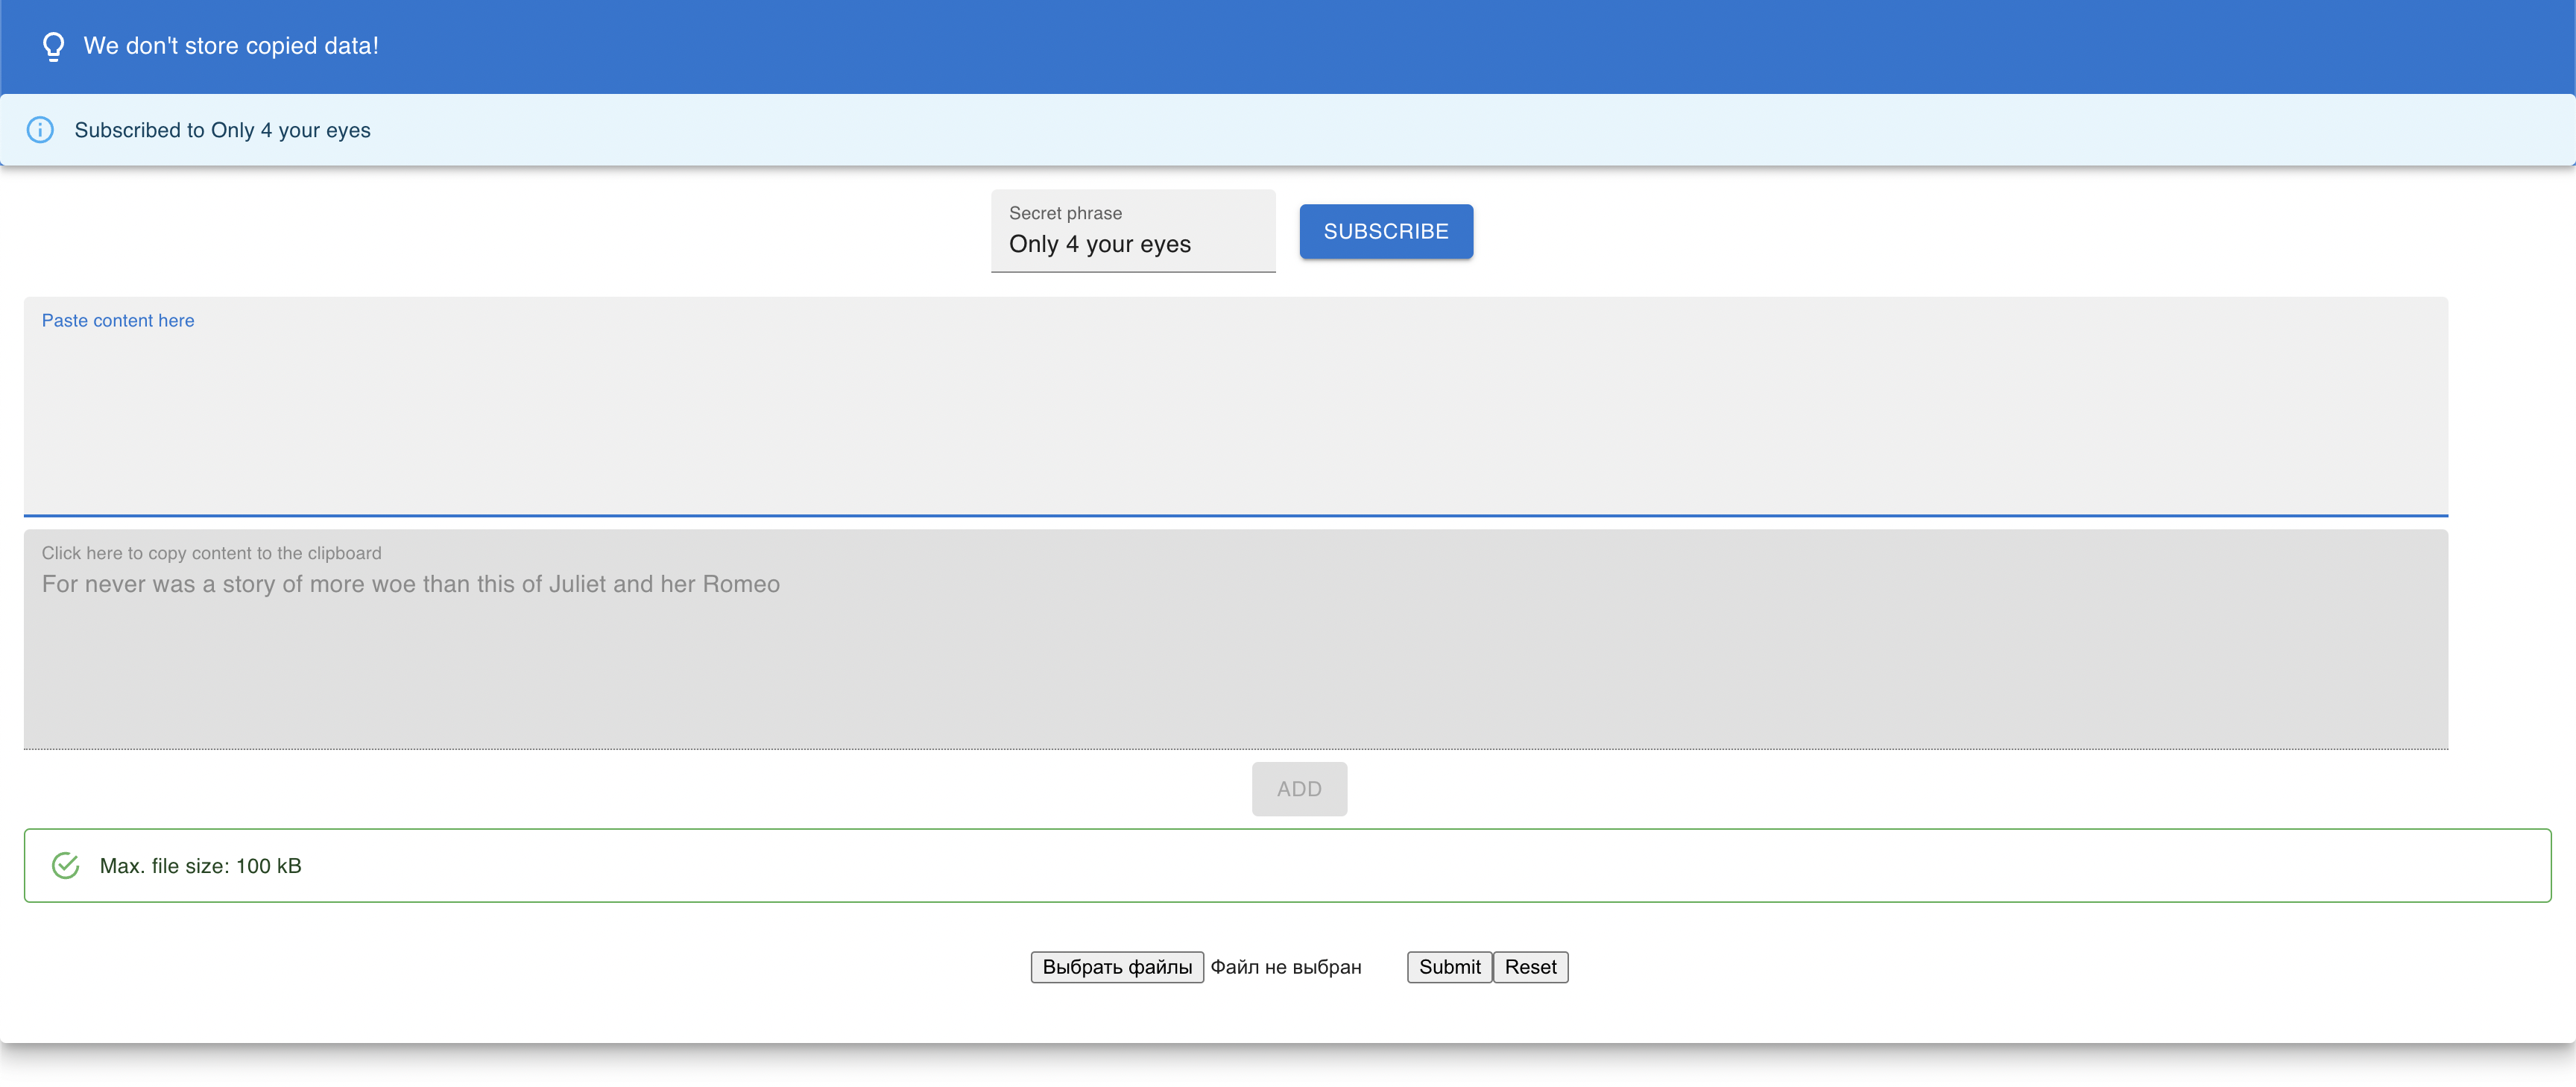 We don't store copied data!
Subscribed to Only 4 your eyes
Secret phrase
Only 4 your eyes
SUBSCRIBE
Paste content here
Click here to copy content to the clipboard
For never was a story of more woe than this of Juliet and her Romeo
ADD
Max. file size: 100 kB
Выбрать файлы Файл не выбран Submit Reset